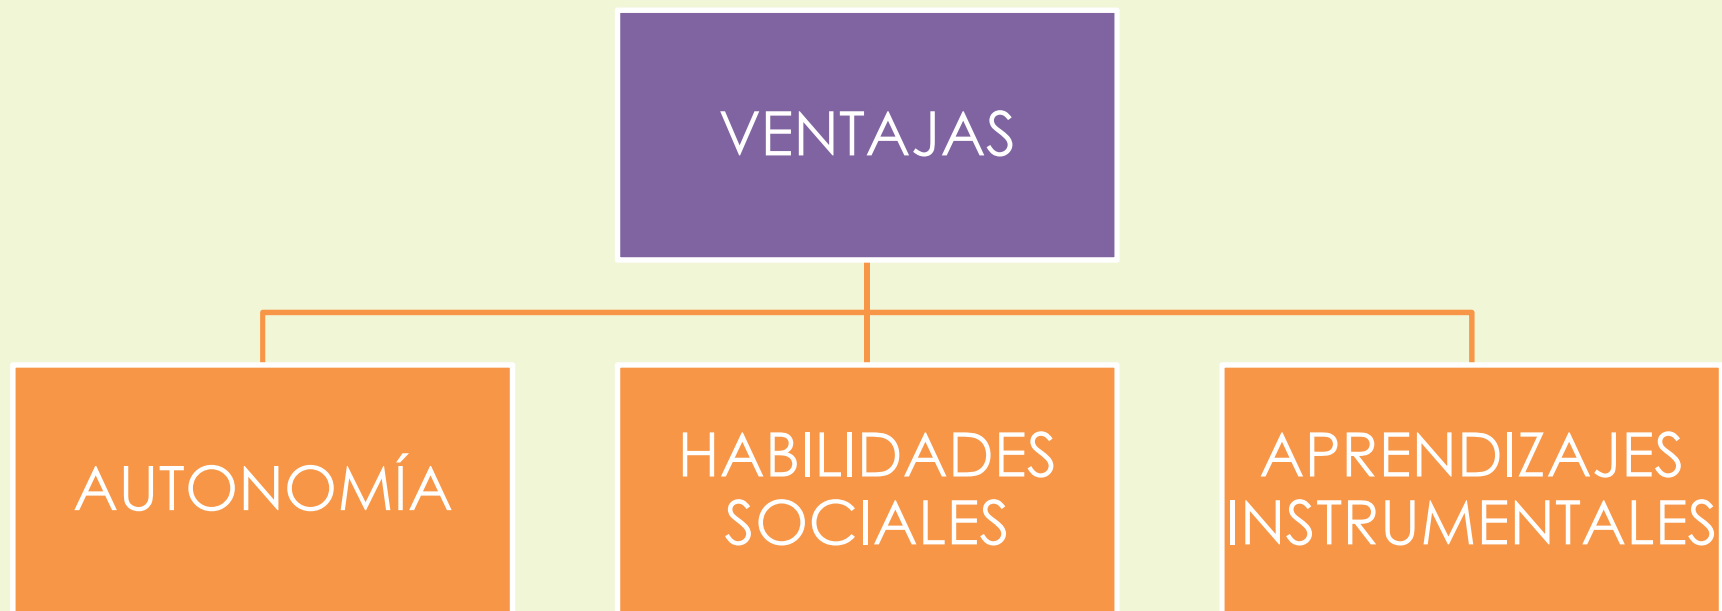 VENTAJAS
AUTONOMÍA
HABILIDADES
SOCIALES
APRENDIZAJES
INSTRUMENTALES